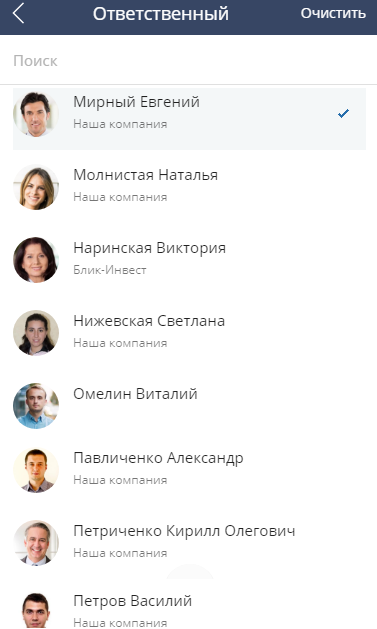 Ответственный
Очистить
Поиск
Мирный Евгений
Наша компания
Молнистая Наталья
Наша компания
Наринская Виктория
Блик-Инвест
Нижевская Светлана
Наша компания
Омелин Виталий
Павличенко Александр
Наша компания
Петриченко Кирилл Олегович
Наша компания
Петров Василий
Наша компания